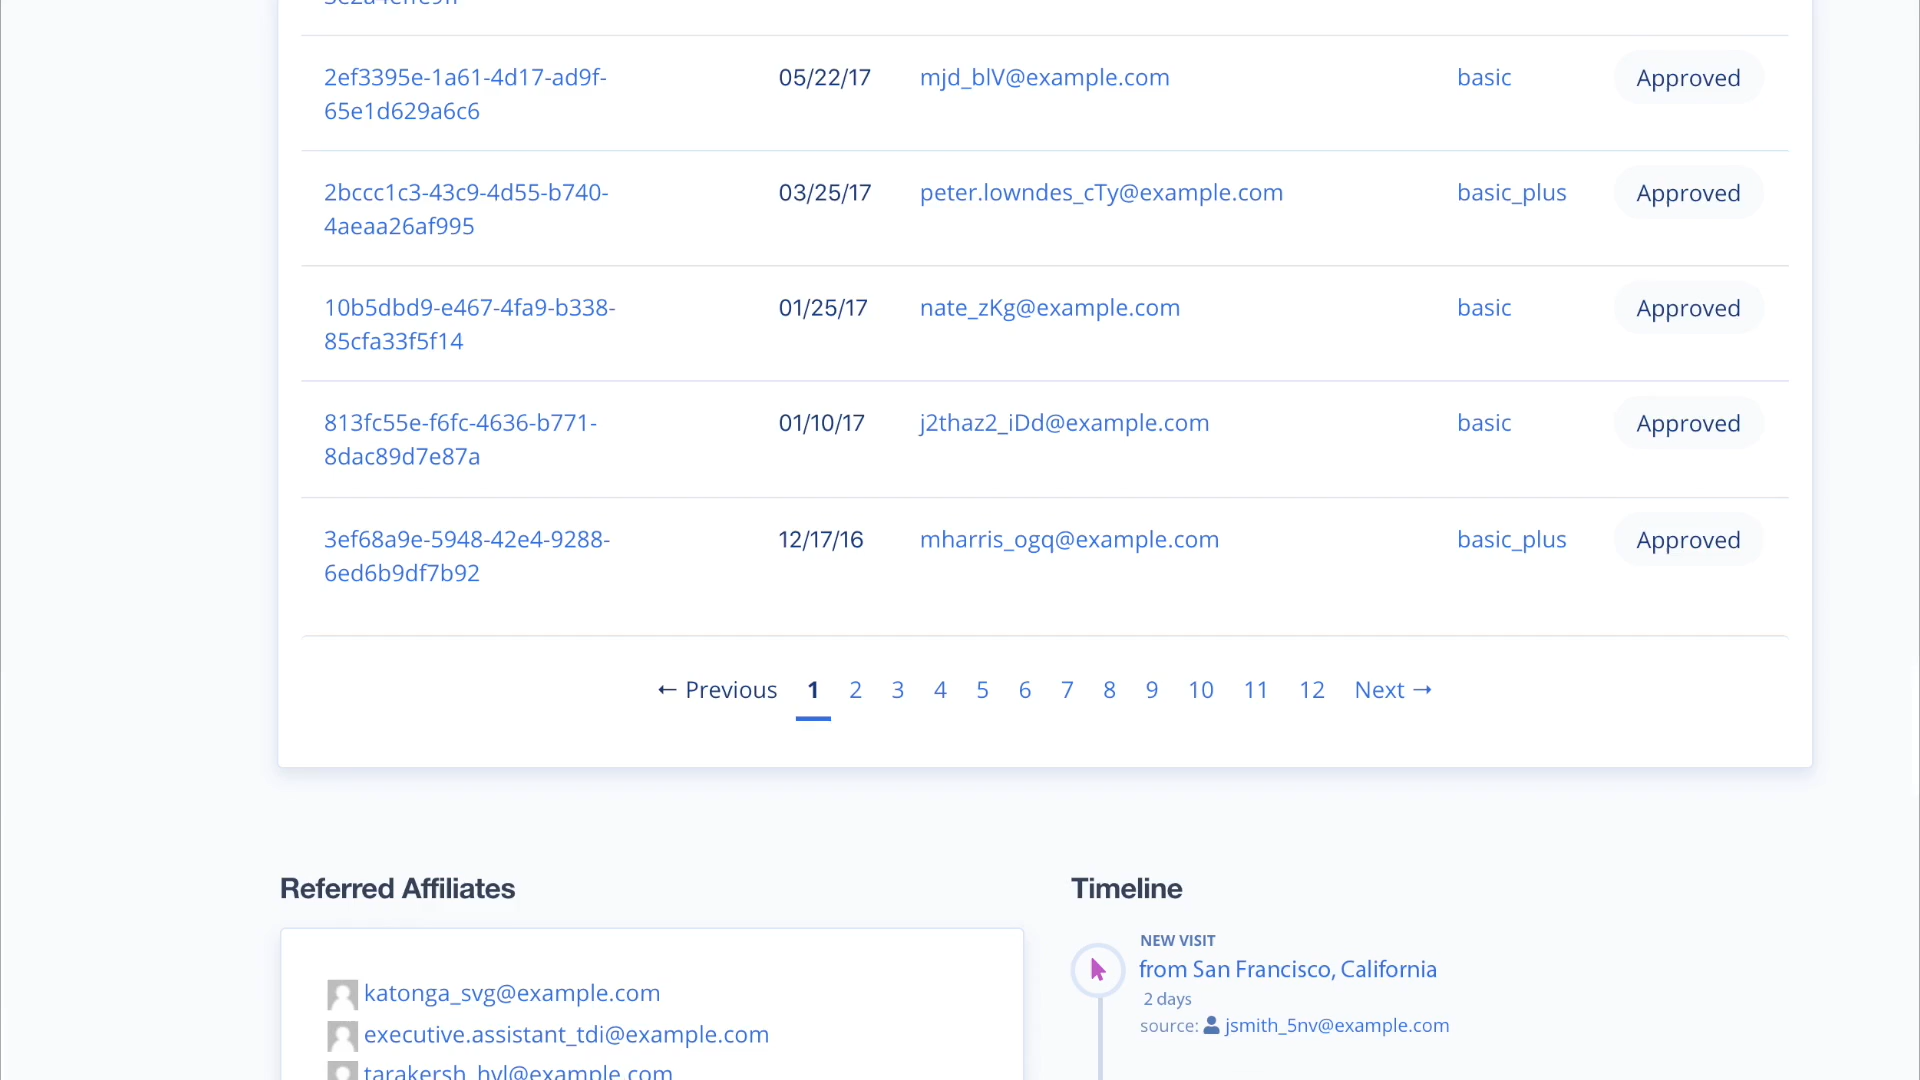 2ef3395e-1a61-4d17-ad9f- 05/22/17 mjd_blV@example.com basic Approved
65e1d629a6c6
2bccc1c3-43c9-4d55-b740- 03/25/17 peter.lowndes_cTy@example.com basic_plus Approved
4aeaa26af995
10b5dbd9-e467-4fa9-b338- 01/25/17 nate_zKg@example.com basic Approved
85cfa33f5f14
813fc55e-f6fc-4636-b771- 01/10/17 j2thaz2_iDd@example.com basic Approved
8dac89d7e87a
3ef68a9e-5948-42e4-9288- 12/17/16 mharris_ogq@example.com basic_plus Approved
6ed6b9df7b92
← Previous 1 2 3 4 5 6 7 8 9 10 11 12 Next →
Referred Affiliates
katonga_svg@example.com
executive.assistant_tdi@example.com
tarakersh_hyl@example.com
Timeline
NEW VISIT
from San Francisco, California
2 days
source: jsmith_5nv@example.com